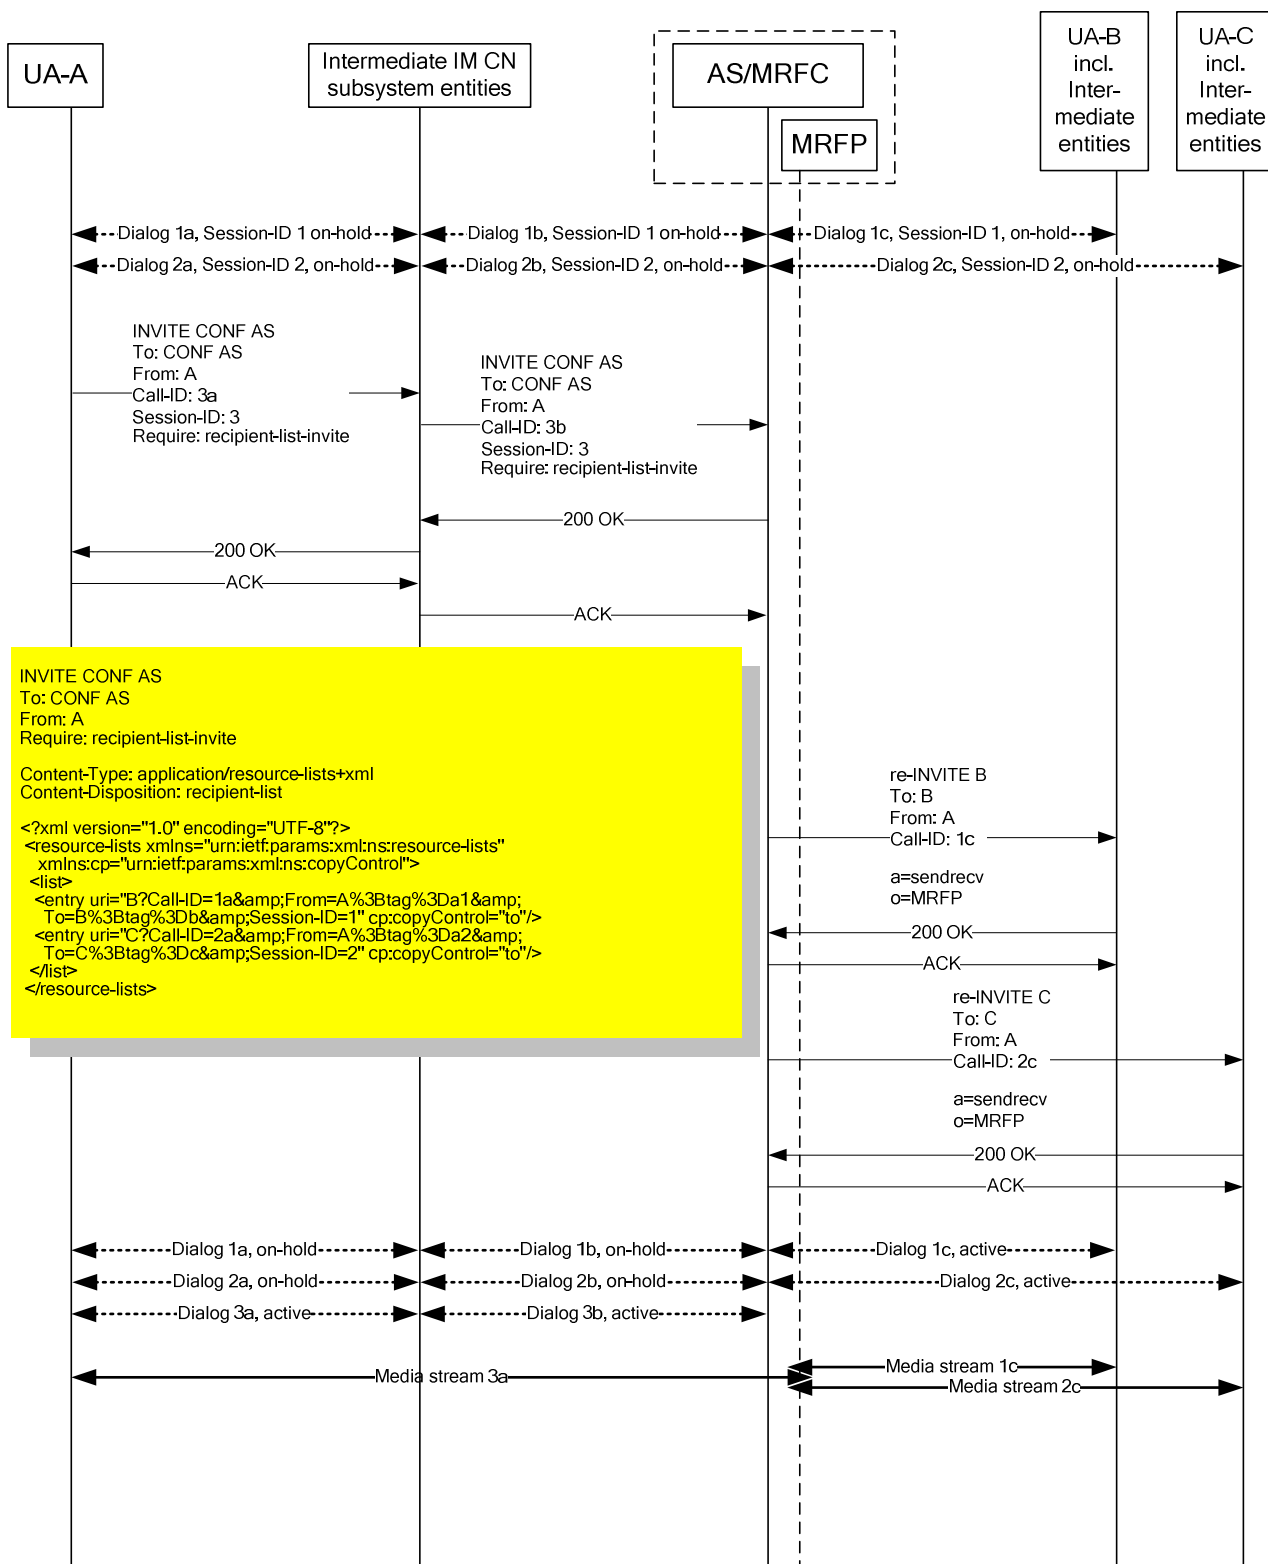 UA-A
Intermediate IM CN
subsystem entities
AS/MRFC
MRFP
UA-B
incl.
Inter-
mediate
entities
UA-C
incl.
Inter-
mediate
entities
Dialog 1a, Session-ID 1 on-hold
Dialog 1b, Session-ID 1 on-hold
Dialog 1c, Session-ID 1, on-hold
Dialog 2a, Session-ID 2, on-hold
Dialog 2b, Session-ID 2, on-hold
Dialog 2c, Session-ID 2, on-hold
INVITE CONF AS
To: CONF AS
From: A
Call-ID: 3a
Session-ID: 3
Require: recipient-list-invite
INVITE CONF AS
To: CONF AS
From: A
Call-ID: 3b
Session-ID: 3
Require: recipient-list-invite
200 OK
200 OK
ACK
ACK
INVITE CONF AS
To: CONF AS
From: A
Require: recipient-list-invite
Content-Type: application/resource-lists+xml
Content-Disposition: recipient-list
<?xml version="1.0" encoding="UTF-8"?>
<resource-lists xmlns="urn:ietf:params:xml:ns:resource-lists"
xmlns:cp="urn:ietf:params:xml:ns:copyControl">
<list>
<entry uri="B?Call-ID=1a&amp;From=A%3Btag%3Da1&amp;
To=B%3Btag%3Db&amp;Session-ID=1" cp:copyControl="to"/>
<entry uri="C?Call-ID=2a&amp;From=A%3Btag%3Da2&amp;
To=C%3Btag%3Dc&amp;Session-ID=2" cp:copyControl="to"/>
</list>
</resource-lists>
re-INVITE B
To: B
From: A
Call-ID: 1c
a=sendrecv
o=MRFP
200 OK
ACK
re-INVITE C
To: C
From: A
Call-ID: 2c
a=sendrecv
o=MRFP
200 OK
ACK
Dialog 1a, on-hold
Dialog 1b, on-hold
Dialog 1c, active
Dialog 2a, on-hold
Dialog 2b, on-hold
Dialog 2c, active
Dialog 3a, active
Dialog 3b, active
Media stream 1c
Media stream 3a
Media stream 2c